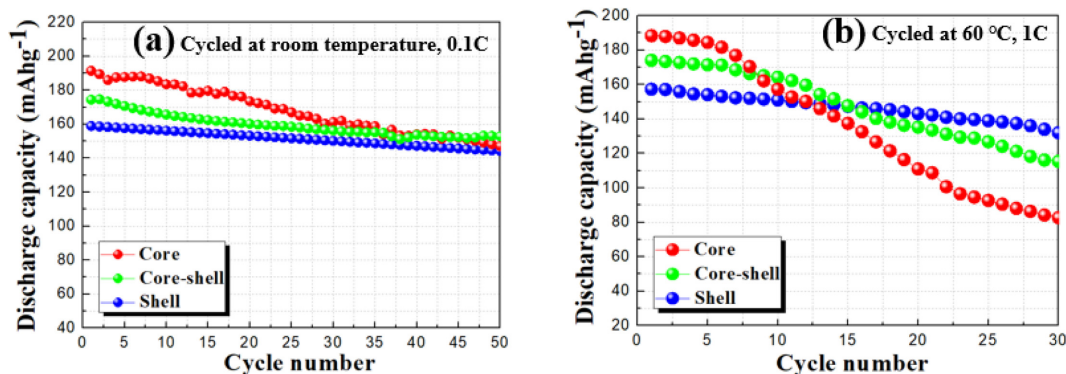 (a) Cycled at room temperature, 0.1C
Discharge capacity (mAhg-1)
220
200
180
160
140
120
100
80
60
40
Core
Core-shell
Shell
0 5 10 15 20 25 30 35 40 45 50
Cycle number
(b) Cycled at 60 °C, 1C
Discharge capacity (mAhg-1)
200
180
160
140
120
100
80
60
40
20
Core
Core-shell
Shell
0 5 10 15 20 25 30
Cycle number